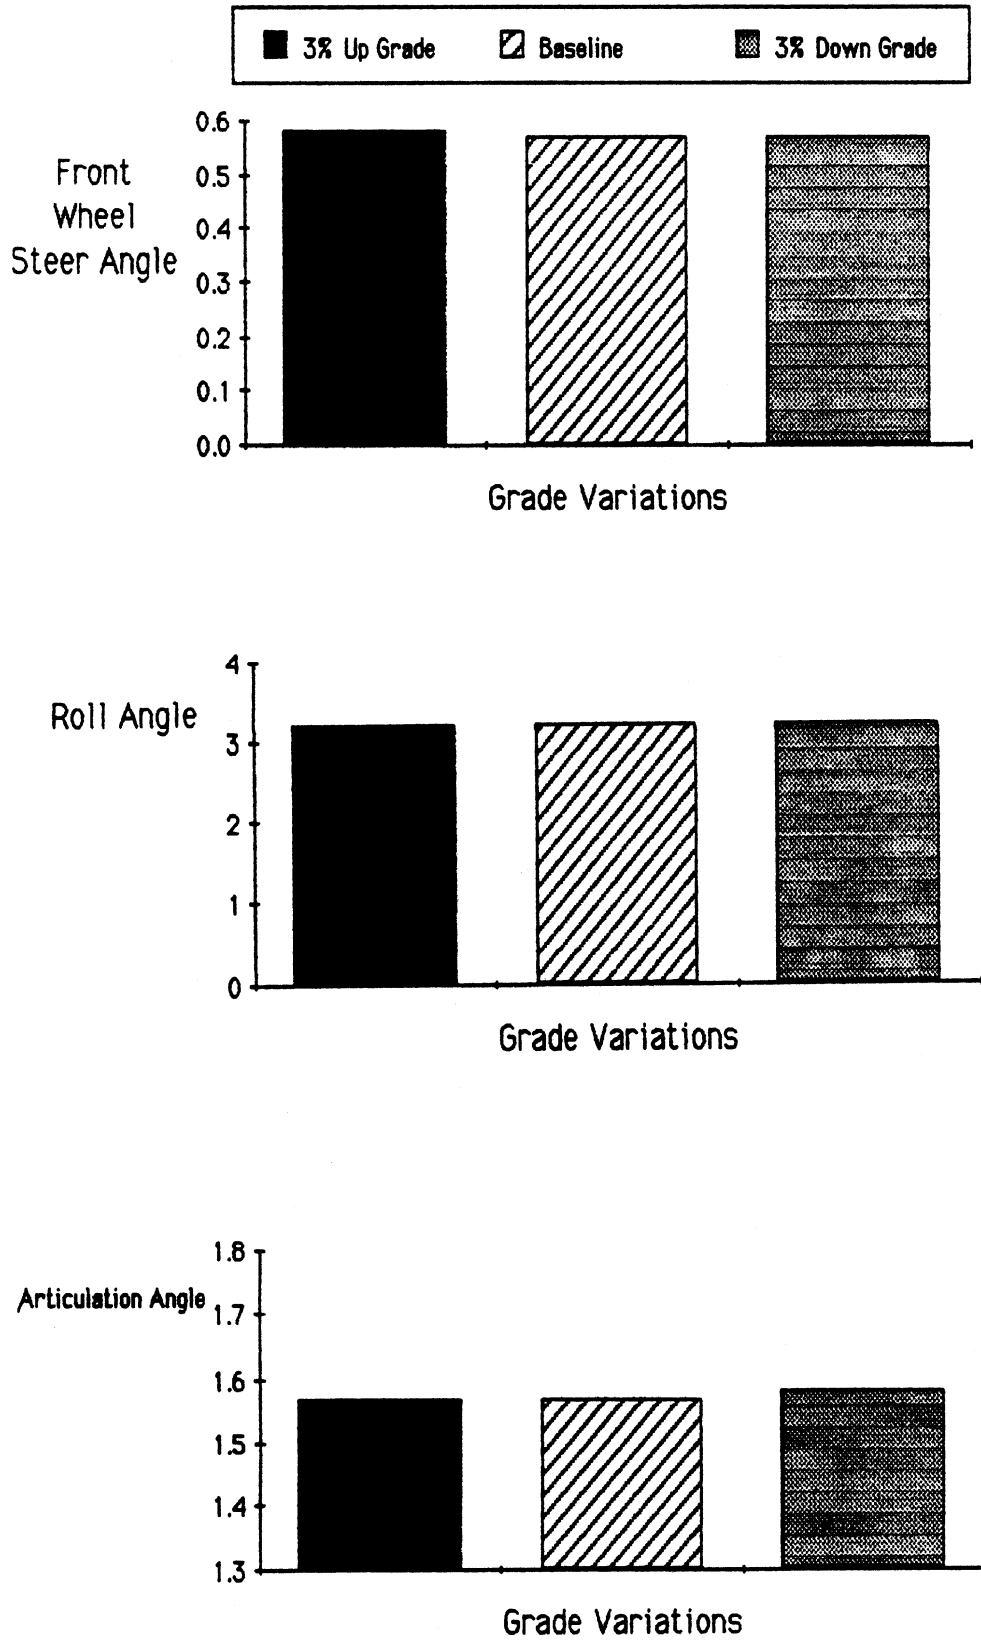 3% Up Grade Baseline 3% Down Grade
Front
Wheel
Steer Angle
0.6
0.5
0.4
0.3
0.2
0.1
0.0
Grade Variations
Roll Angle
4
3
2
1
0
Grade Variations
Articulation Angle
1.8
1.7
1.6
1.5
1.4
1.3
Grade Variations